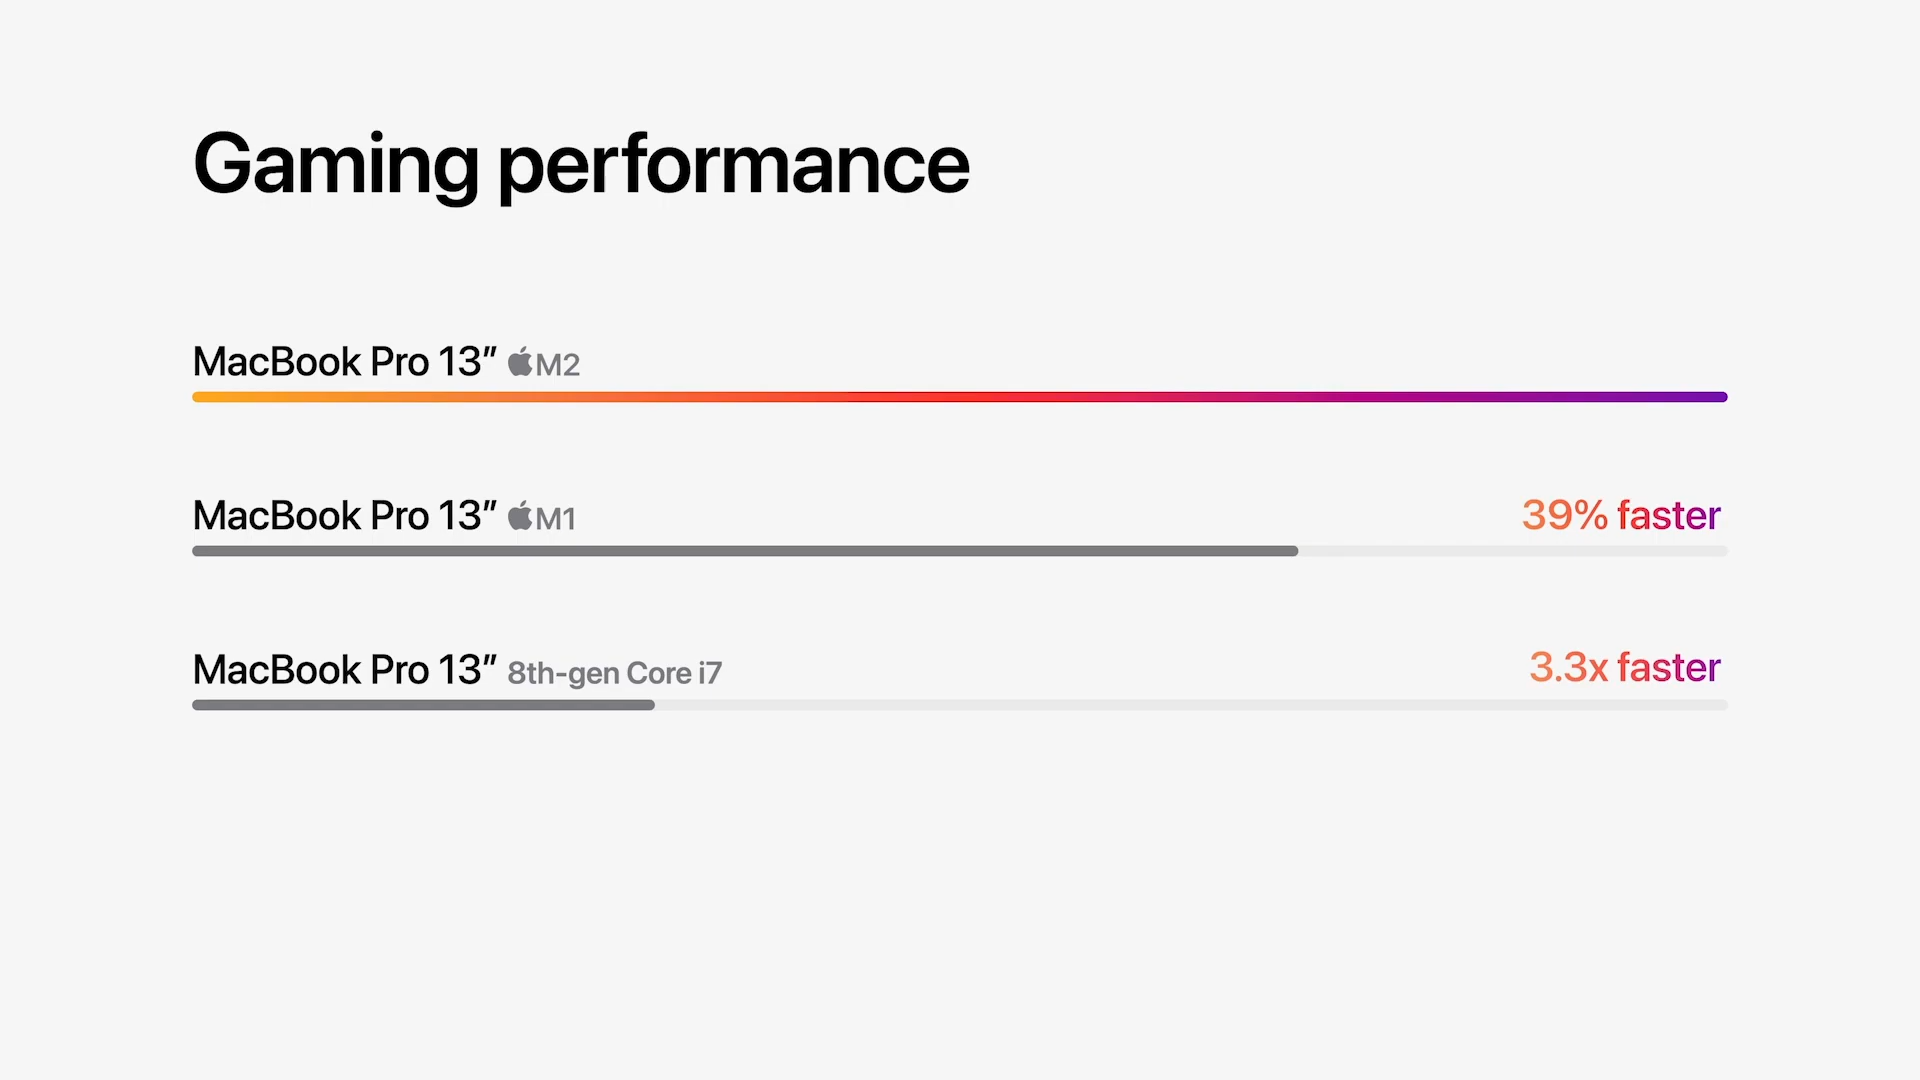 Gaming performance
MacBook Pro 13″ M2
MacBook Pro 13″ M1 39% faster
MacBook Pro 13″ 8th-gen Core i7 3.3x faster